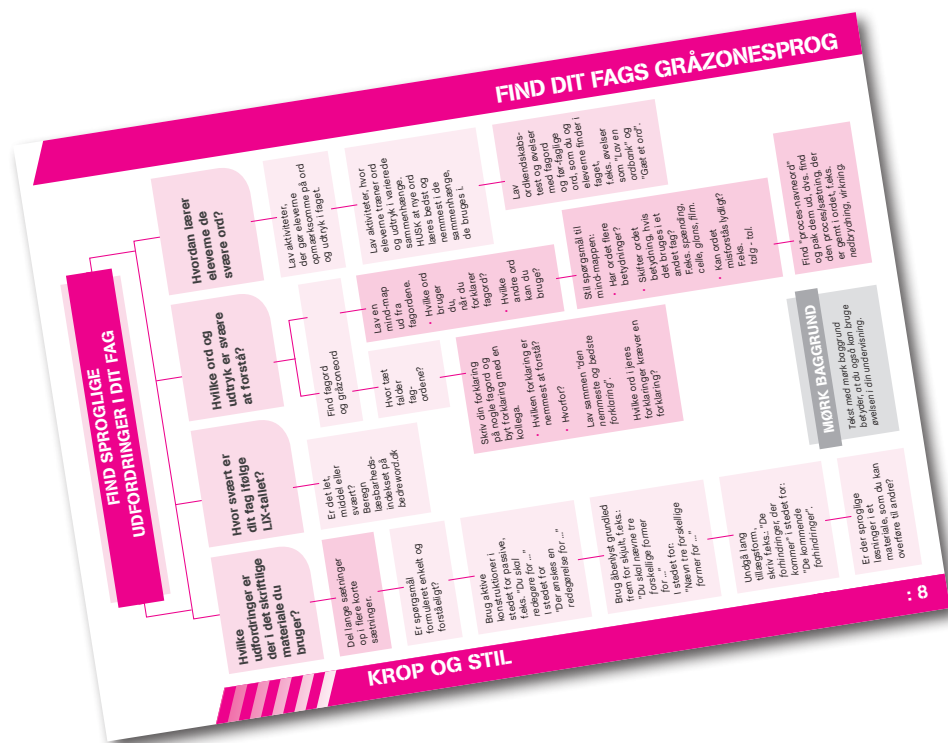 FIND DIT FAGS GRÅZONESPROG
FIND SPROGLIGE
UDFORDRINGER I DIT FAG
Hvilke
udfordringer er
der i det skriftlige
materiale du
bruger?
Del lange sætninger
op i flere korte
sætninger.
Er spørgsmål
formuleret enkelt og
forståeligt?
Brug aktive
konstruktioner i
stedet for passive,
f.eks. "Du skal
redegøre for ..."
I stedet for
"Der ønskes en
redegørelse for ..."
Brug åbenlyst grundled
frem for skjult, f.eks.:
"Du skal nævne tre
forskellige former
for ..."
I stedet for:
"Nævn tre forskellige
former for ..."
Undgå lang
tillægsform,
skriv f.eks.: "De
forhindringer, der
kommer" i stedet for:
"De kommende
forhindringer".
Er der sproglige
løsninger i et
materiale, som du kan
overføre til andre?
Hvor svært er
dit fag ifølge
LIX-tallet?
Er det let,
middel eller
svært?
Beregn
læsbarheds-
indekset på
bedreword.dk
Hvilke ord og
udtryk er svære
at forstå?
Find fagord
og gråzoneord
Hvor tæt
falder
fag-
ordene?
Skriv din forklaring
på nogle fagord og
byt forklaring med en
kollega.
• Hvilken forklaring er
nemmest at forstå?
• Hvorfor?
Lav sammen "den
nemmeste og bedste
forklaring".
Hvilke ord i jeres
forklaringer kræver en
forklaring?
Lav en
mind-map
ud fra
fagordene.
• Hvilke ord
bruger
du,
når du
forklarer
fagord?
• Hvilke
andre ord
kan du
bruge?
Stil spørgsmål til
mind-mappen:
• Har ordet flere
betydninger?
• Skifter ordet
betydning, hvis
det bruges i et
andet fag?
F.eks. spænding,
celle, glans, film.
• Kan ordet
misforstås lydligt?
F.eks.
talg - tal.
Find "proces-navneord"
og pak dem ud, dvs. find
den proces/sætning, der
er gemt i ordet, f.eks.
nedbrydning, virkning.
Hvordan lærer
eleverne de
svære ord?
Lav aktiviteter,
der gør eleverne
opmærksomme på ord
og udtryk i faget.
Lav aktiviteter, hvor
eleverne træner ord
og udtryk i varierede
sammenhænge.
HUSK at nye ord
læres bedst og
nemmest i de
sammenhænge,
de bruges i.
Lav
ordkendskabs-
test og øvelser
med fagord
og før-faglige
ord, som du og
eleverne finder i
faget,
f.eks. øvelser
som "Lav en
ordbank" og
"Gæt et ord".
MØRK BAGGRUND
Tekst med mørk baggrund
betyder, at du også kan bruge
øvelsen i din undervisning.
KROP OG STIL
: 8